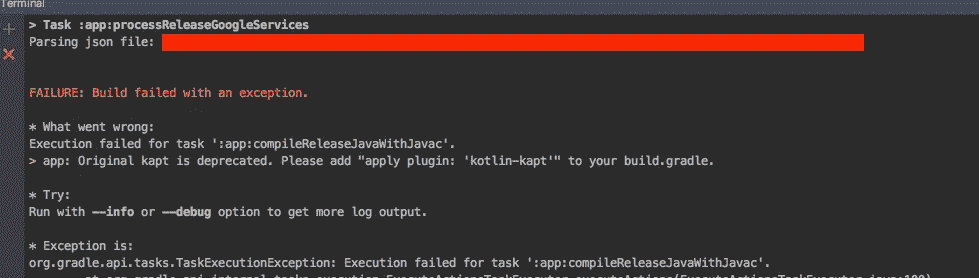 Terminal
> Task :app:processReleaseGoogleServices
Parsing json file:
FAILURE: Build failed with an exception.
* What went wrong:
Execution failed for task ':app:compileReleaseJavaWithJavac'.
> app: Original kapt is deprecated. Please add "apply plugin: 'kotlin-kapt'" to your build.gradle.
* Try:
Run with --info or --debug option to get more log output.
* Exception is:
org.gradle.api.tasks.TaskExecutionException: Execution failed for task ':app:compileReleaseJavaWithJavac'.